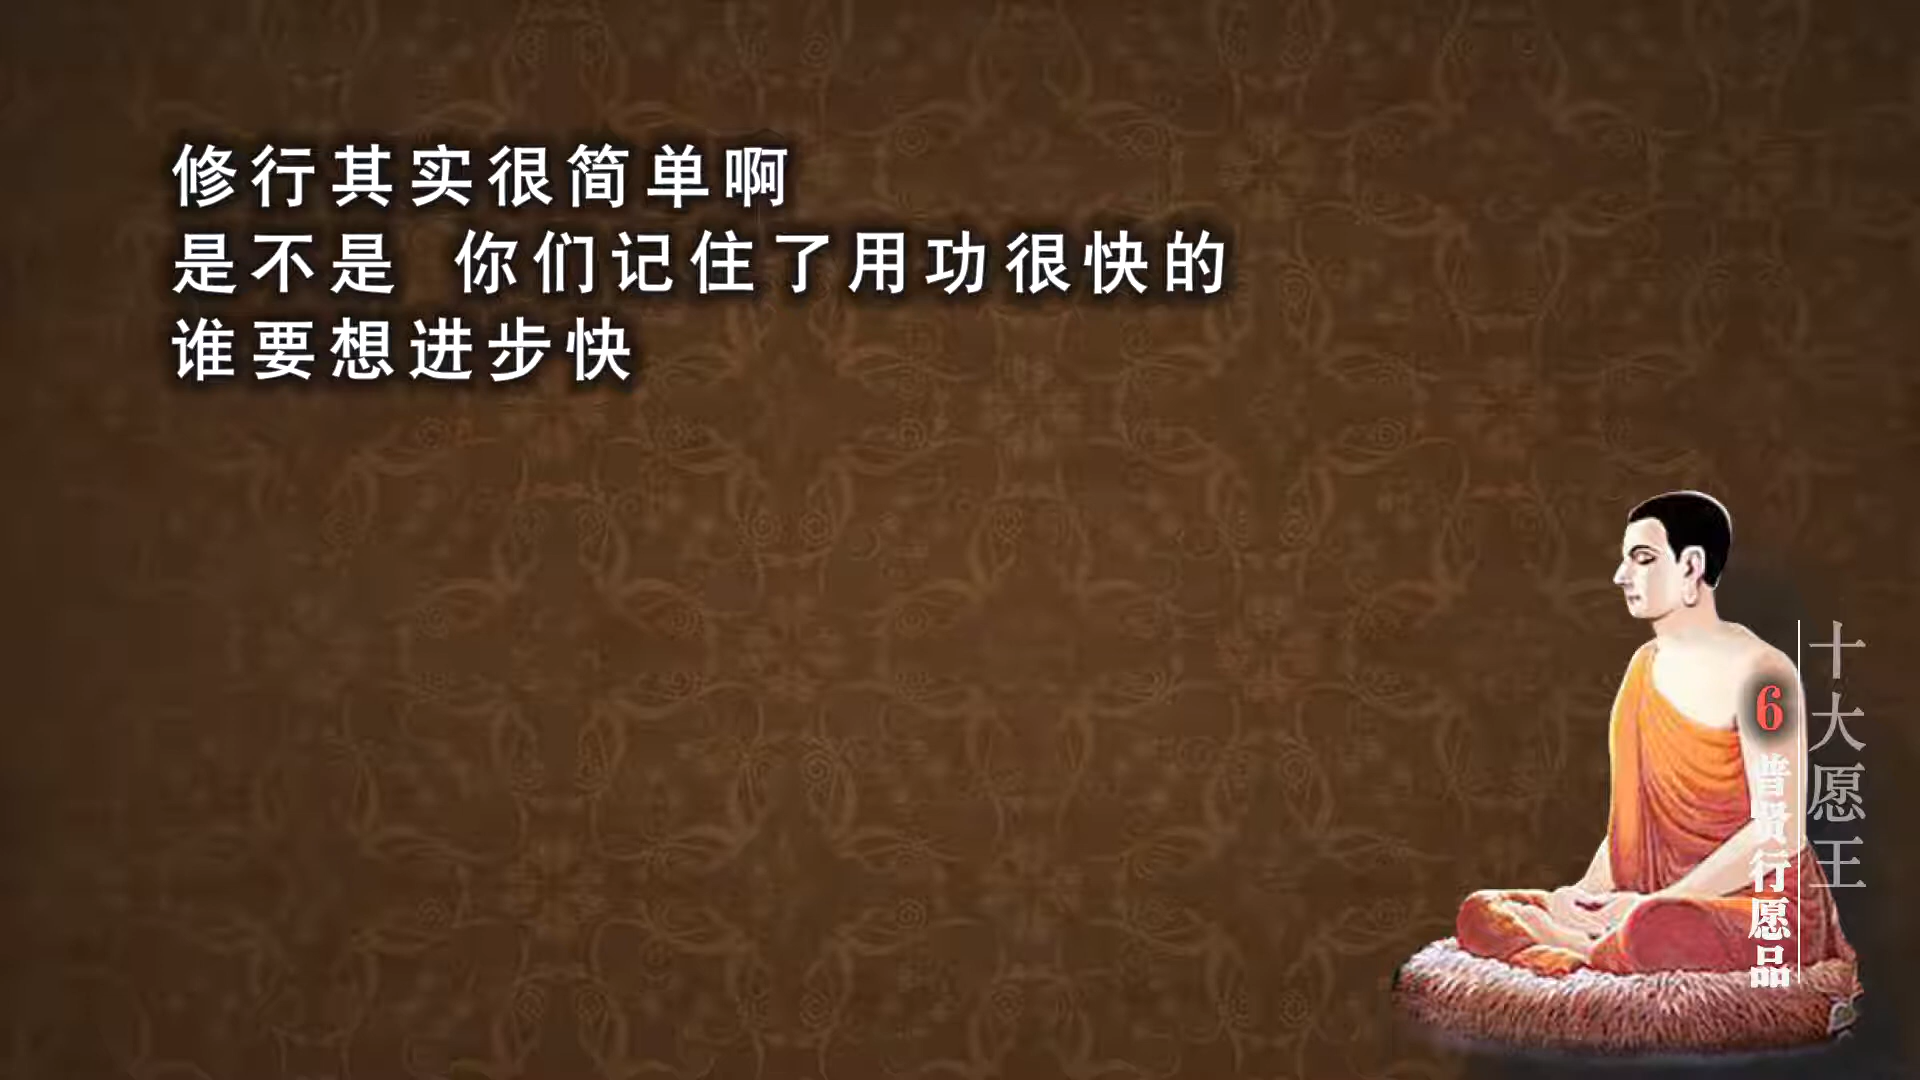 修行其实很简单啊
是不是 你们记住了用功很快的
谁要想进步快
十大愿王
6 普贤行愿品